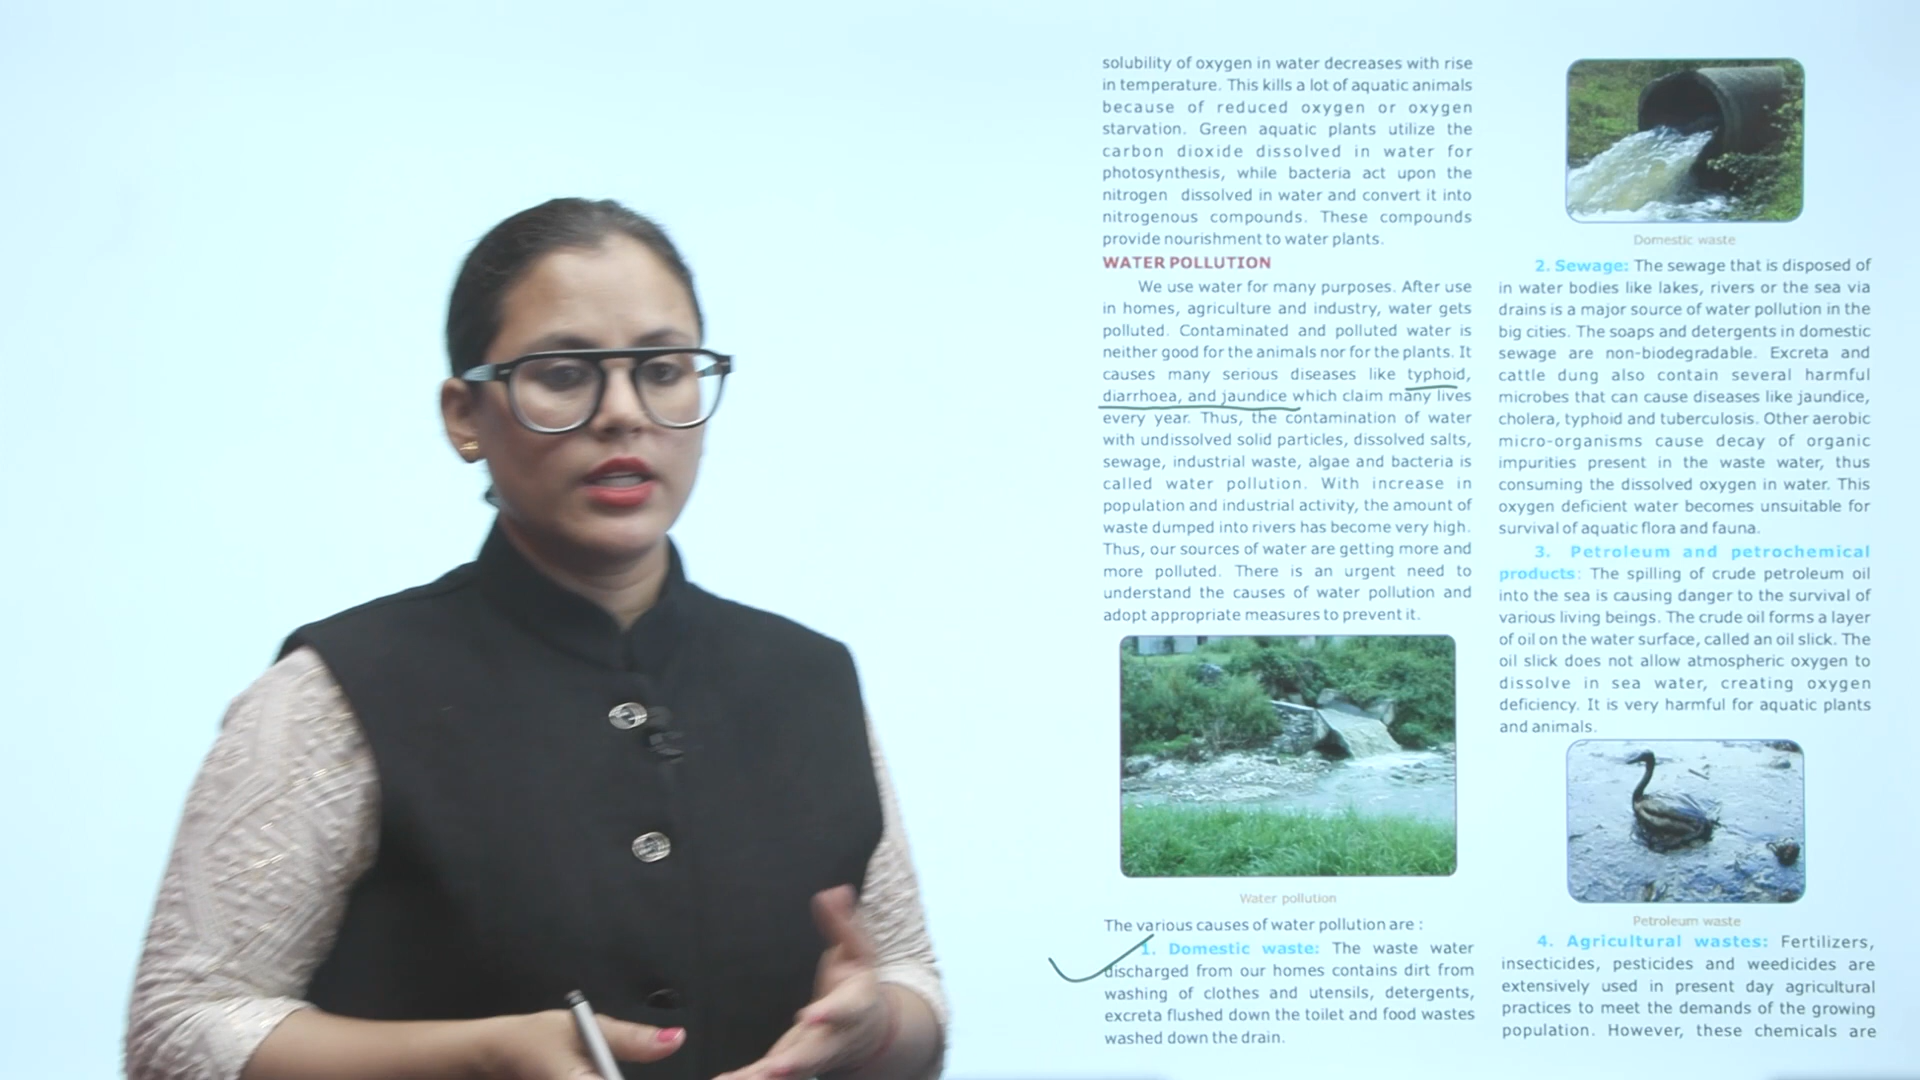 solubility of oxygen in water decreases with rise
in temperature. This kills a lot of aquatic animals
because of reduced oxygen or oxygen
starvation. Green aquatic plants utilize the
carbon dioxide dissolved in water for
photosynthesis, while bacteria act upon the
nitrogen dissolved in water and convert it into
nitrogenous compounds. These compounds
provide nourishment to water plants.
WATER POLLUTION
We use water for many purposes. After use
in homes, agriculture and industry, water gets
polluted. Contaminated and polluted water is
neither good for the animals nor for the plants. It
causes many serious diseases like typhoid,
diarrhoea, and jaundice which claim many lives
every year. Thus, the contamination of water
with undissolved solid particles, dissolved salts,
sewage, industrial waste, algae and bacteria is
called water pollution. With increase in
population and industrial activity, the amount of
waste dumped into rivers has become very high.
Thus, our sources of water are getting more and
more polluted. There is an urgent need to
understand the causes of water pollution and
adopt appropriate measures to prevent it.
Water pollution
The various causes of water pollution are :
1. Domestic waste: The waste water
discharged from our homes contains dirt from
washing of clothes and utensils, detergents,
excreta flushed down the toilet and food wastes
washed down the drain.
Domestic waste
2. Sewage: The sewage that is disposed of
in water bodies like lakes, rivers or the sea via
drains is a major source of water pollution in the
big cities. The soaps and detergents in domestic
sewage are non-biodegradable. Excreta and
cattle dung also contain several harmful
microbes that can cause diseases like jaundice,
cholera, typhoid and tuberculosis. Other aerobic
micro-organisms cause decay of organic
impurities present in the waste water, thus
consuming the dissolved oxygen in water. This
oxygen deficient water becomes unsuitable for
survival of aquatic flora and fauna.
3. Petroleum and petrochemical
products: The spilling of crude petroleum oil
into the sea is causing danger to the survival of
various living beings. The crude oil forms a layer
of oil on the water surface, called an oil slick. The
oil slick does not allow atmospheric oxygen to
dissolve in sea water, creating oxygen
deficiency. It is very harmful for aquatic plants
and animals.
Petroleum waste
4. Agricultural wastes: Fertilizers,
insecticides, pesticides and weedicides are
extensively used in present day agricultural
practices to meet the demands of the growing
population. However, these chemicals are